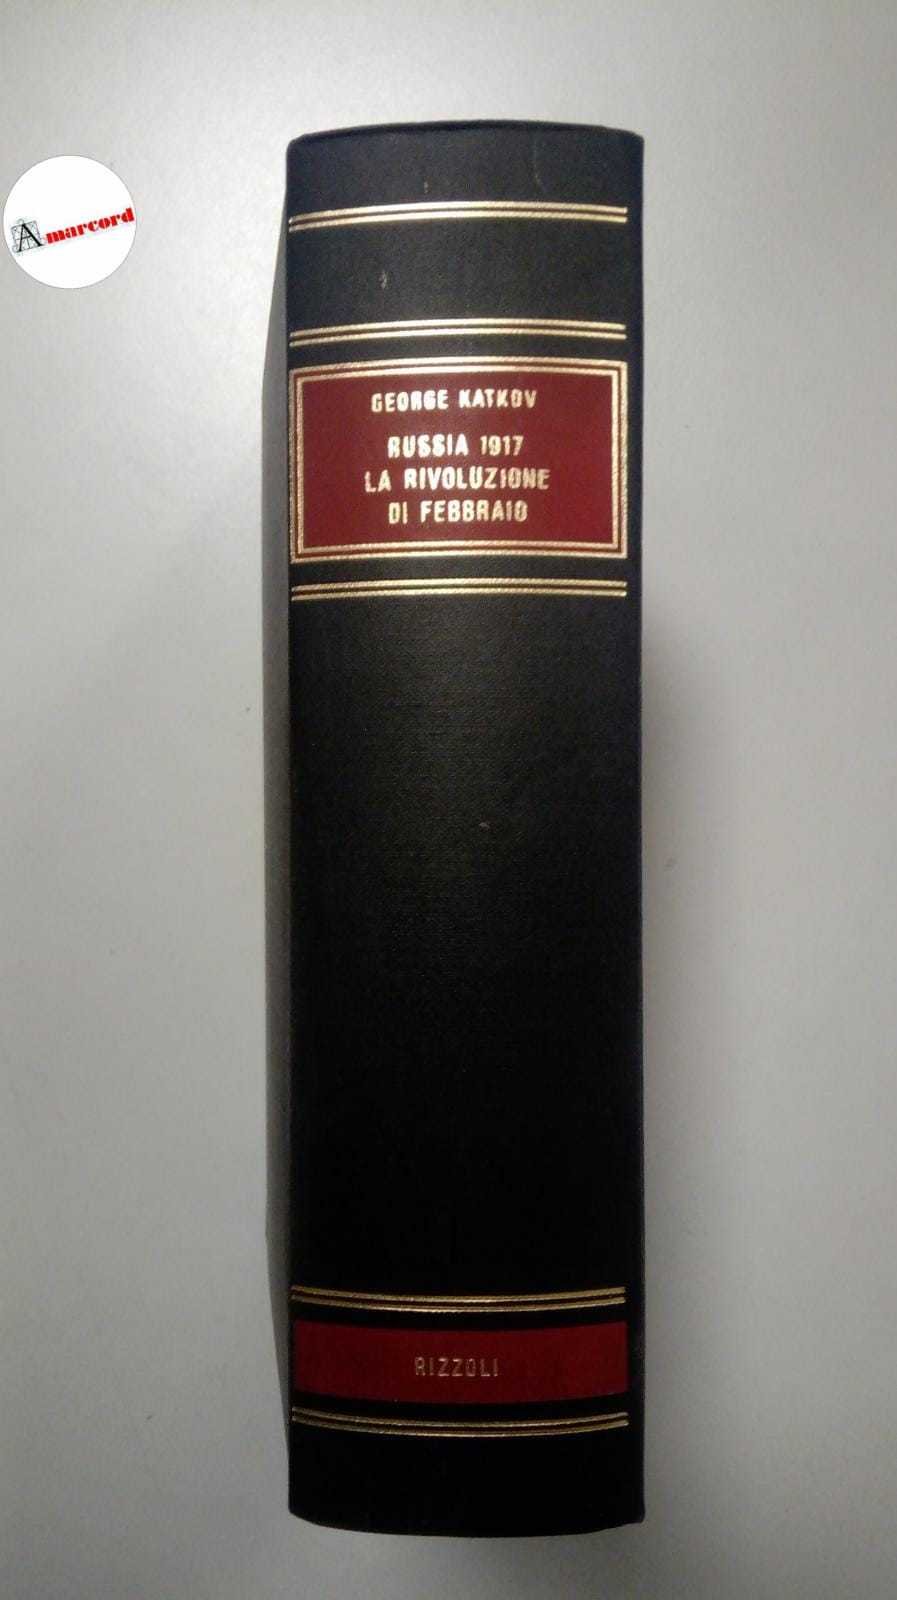 Amarcord
GEORGE KATKOV
RUSSIA 1917
LA RIVOLUZIONE
DI FEBBRAIO
RIZZOLI